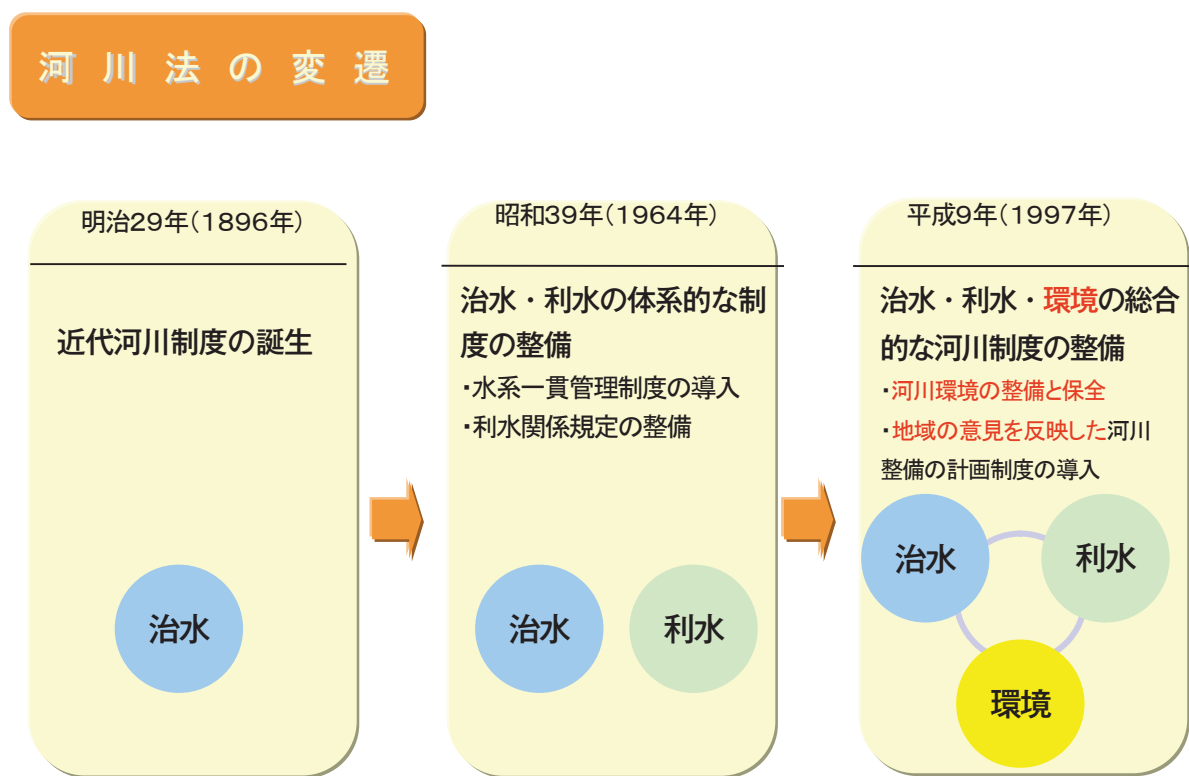 河川法の変遷
明治29年(1896年)
近代河川制度の誕生
治水
昭和39年(1964年)
治水・利水の体系的な制
度の整備
・水系一貫管理制度の導入
・利水関係規定の整備
治水
利水
平成9年(1997年)
治水・利水・環境の総合
的な河川制度の整備
・河川環境の整備と保全
・地域の意見を反映した河川
整備の計画制度の導入
治水
利水
環境